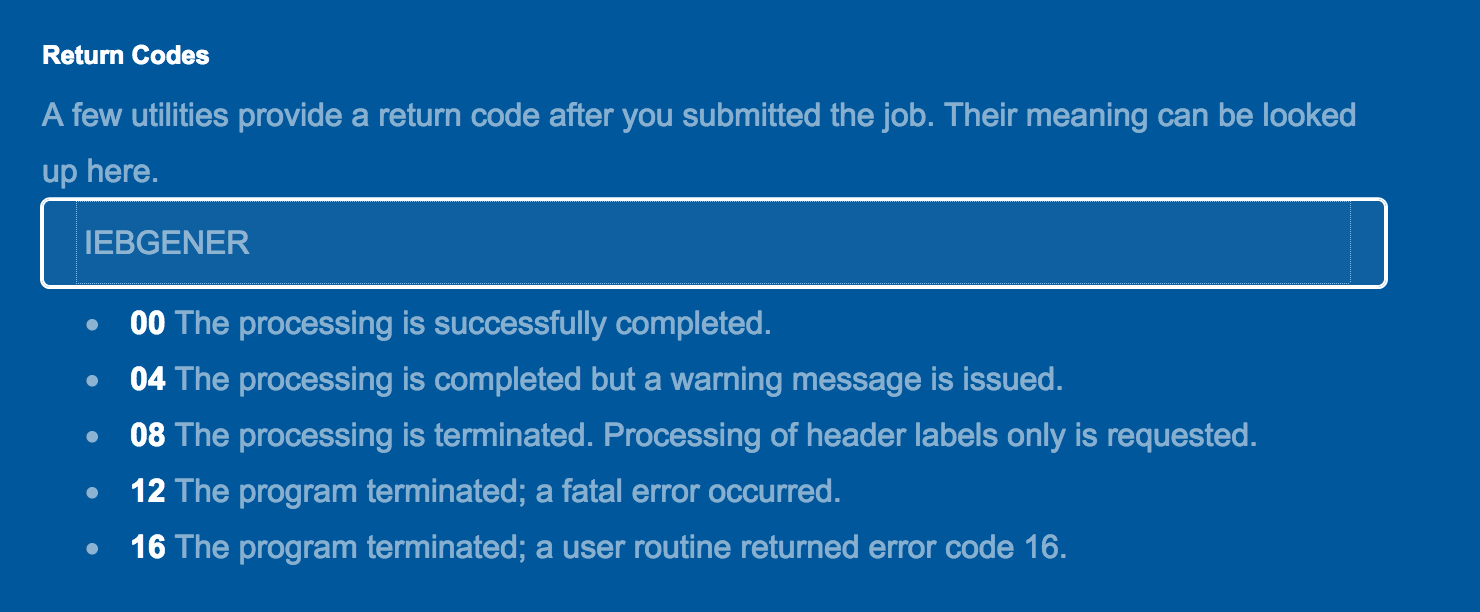 Return Codes
A few utilities provide a return code after you submitted the job. Their meaning can be looked
up here.
IEBGENER
• 00 The processing is successfully completed.
• 04 The processing is completed but a warning message is issued.
• 08 The processing is terminated. Processing of header labels only is requested.
• 12 The program terminated; a fatal error occurred.
• 16 The program terminated; a user routine returned error code 16.